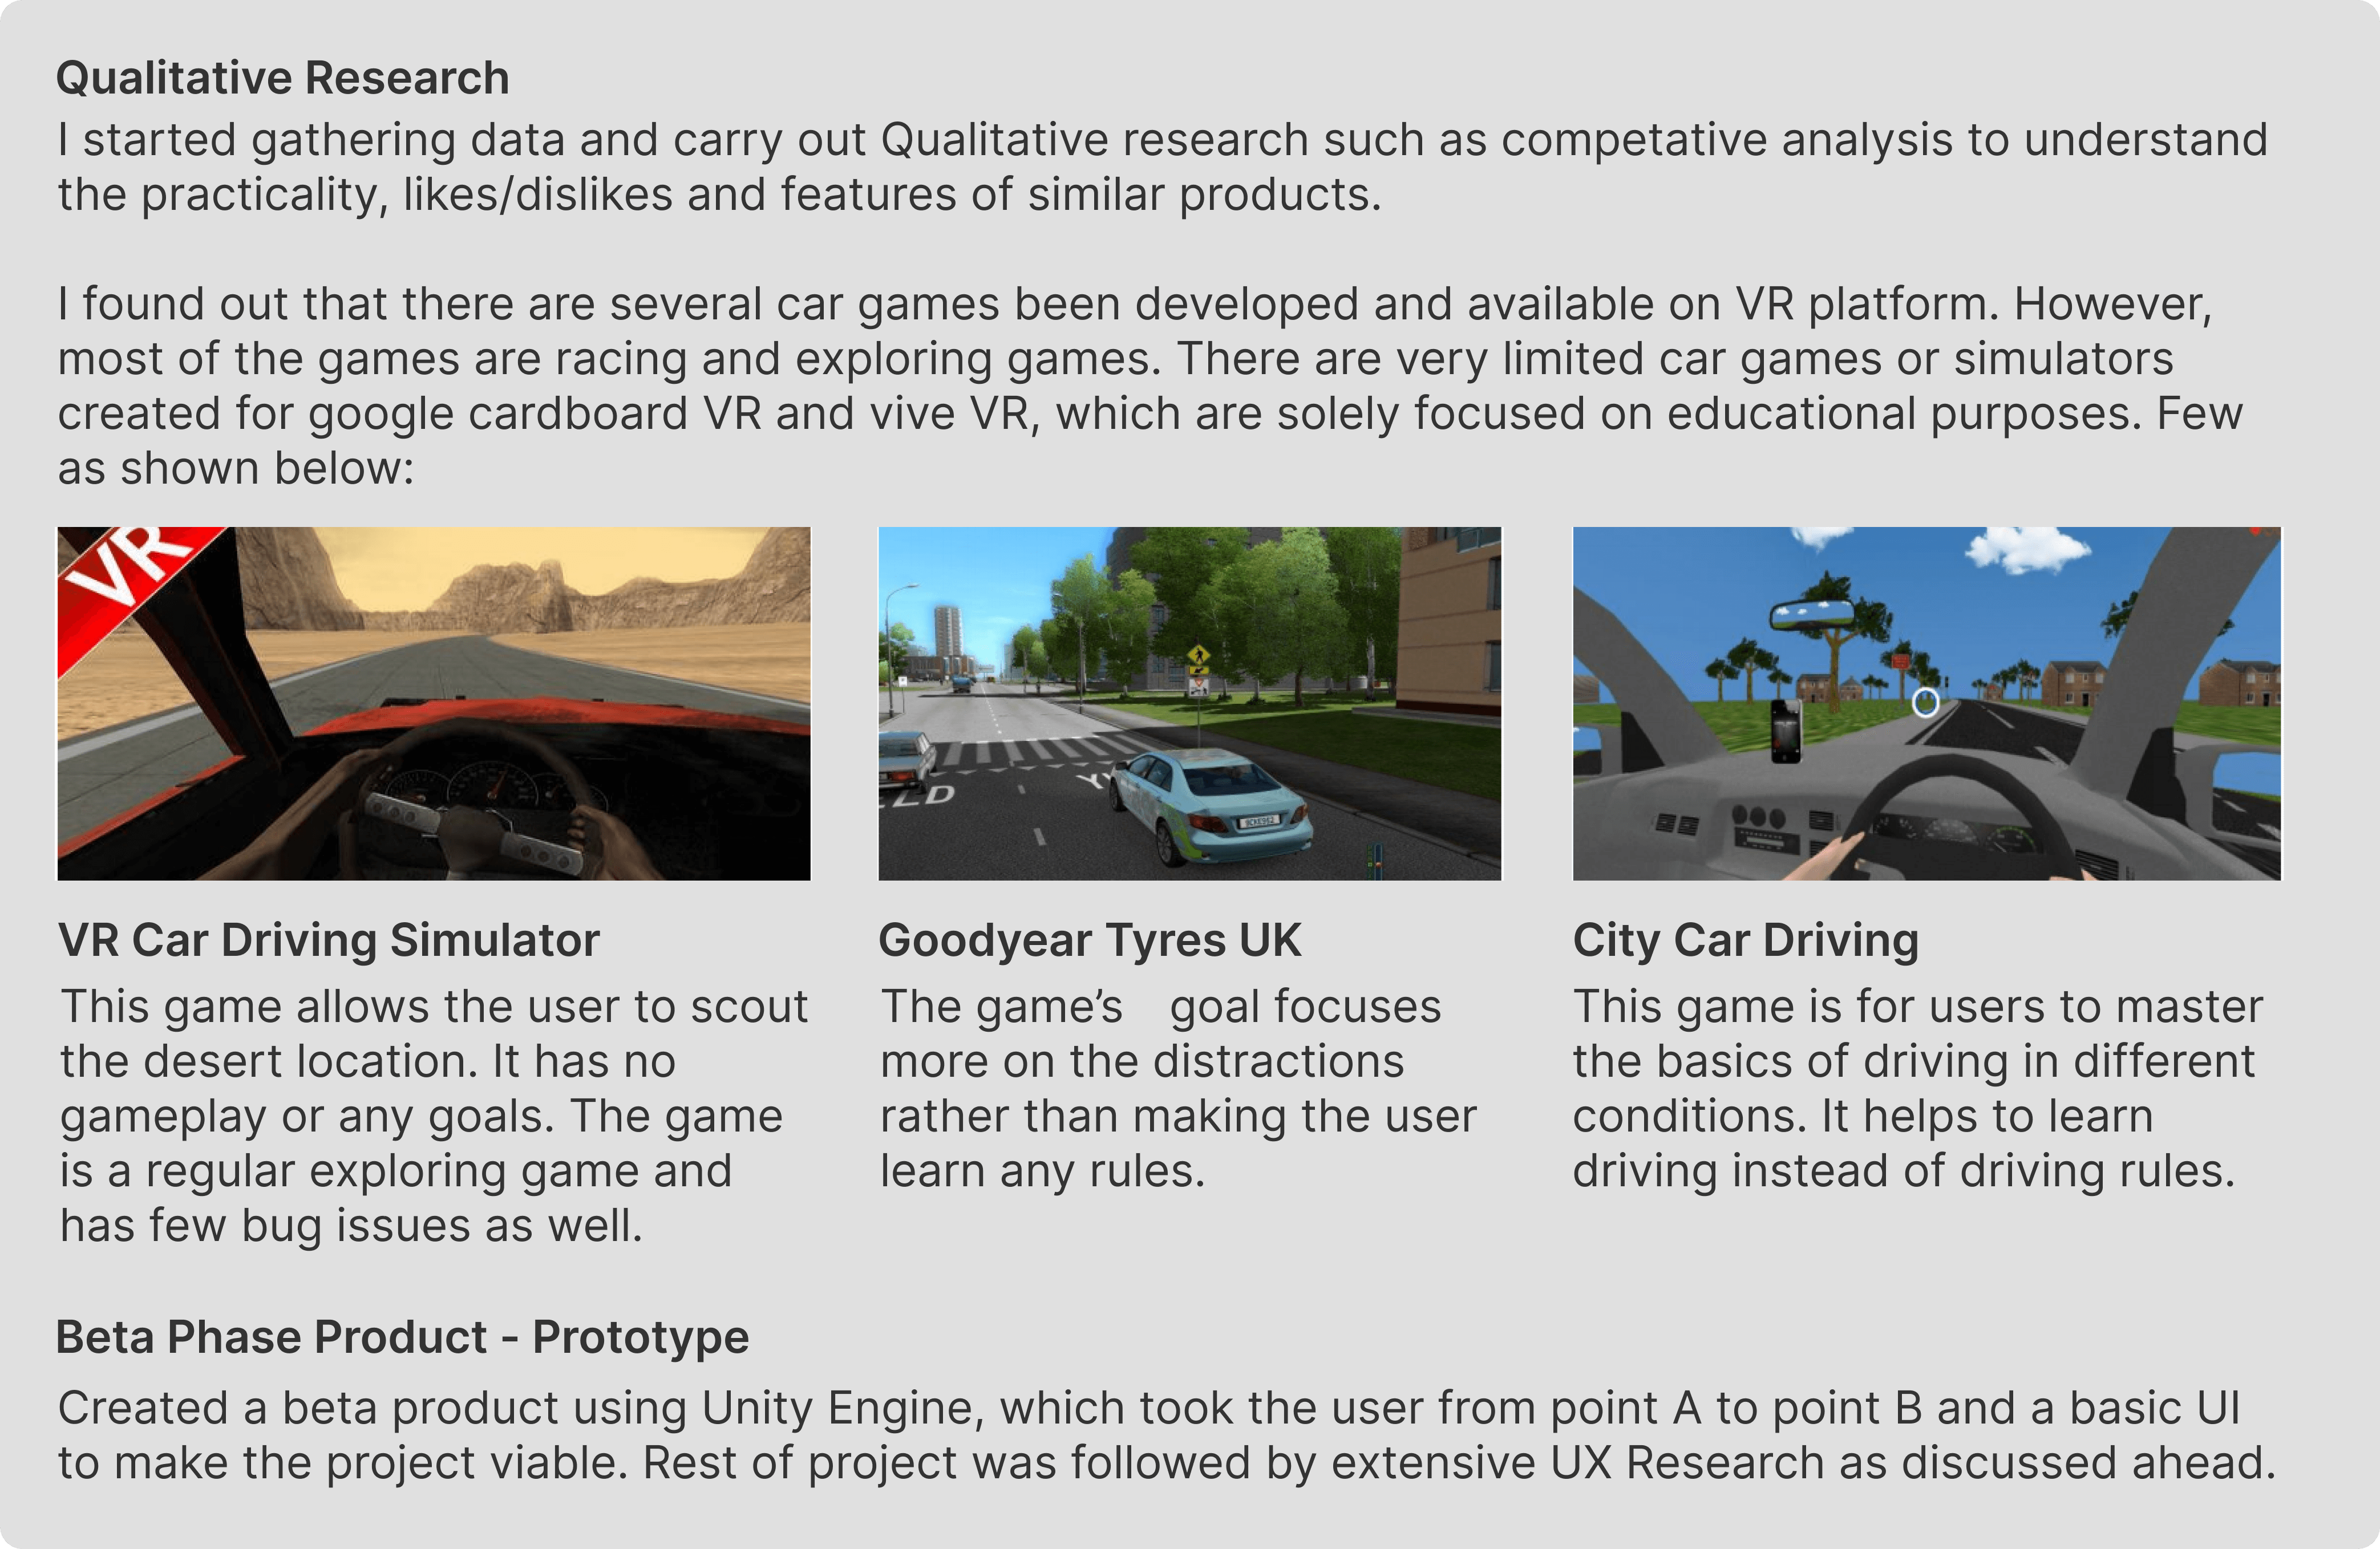 Qualitative Research
I started gathering data and carry out Qualitative research such as competative analysis to understand
the practicality, likes/dislikes and features of similar products.
I found out that there are several car games been developed and available on VR platform. However,
most of the games are racing and exploring games. There are very limited car games or simulators
created for google cardboard VR and vive VR, which are solely focused on educational purposes. Few
as shown below:
VR
LD
Y
VR Car Driving Simulator
This game allows the user to scout
the desert location. It has no
gameplay or any goals. The game
is a regular exploring game and
has few bug issues as well.
Goodyear Tyres UK
The game’s goal focuses
more on the distractions
rather than making the user
learn any rules.
City Car Driving
This game is for users to master
the basics of driving in different
conditions. It helps to learn
driving instead of driving rules.
Beta Phase Product - Prototype
Created a beta product using Unity Engine, which took the user from point A to point B and a basic UI
to make the project viable. Rest of project was followed by extensive UX Research as discussed ahead.